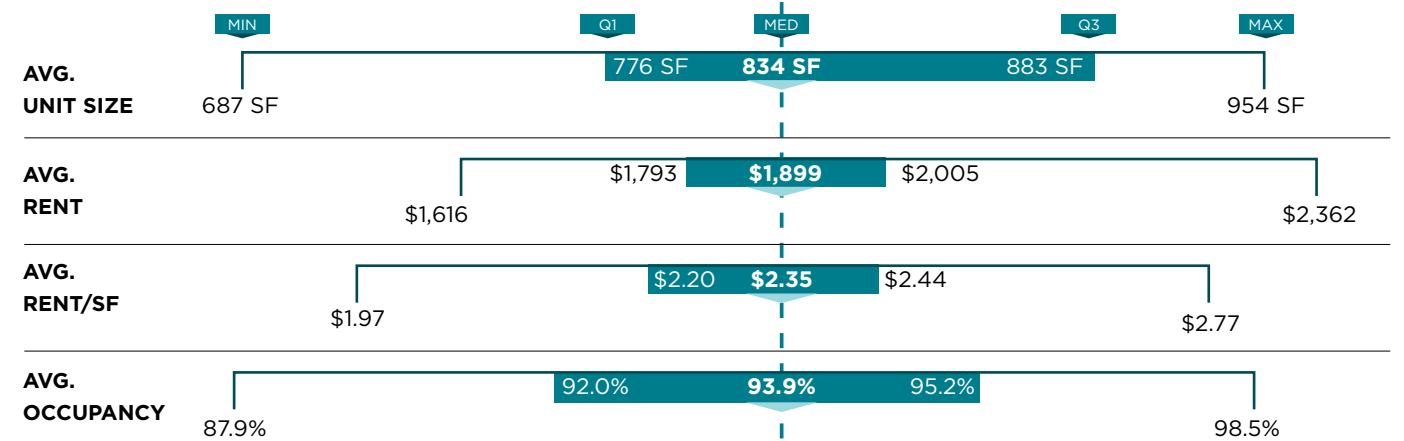 MIN Q1 MED Q3 MAX
AVG.
UNIT SIZE
776 SF 834 SF 883 SF
687 SF 954 SF
AVG.
RENT
$1,793 $1,899 $2,005
$1,616 $2,362
AVG.
RENT/SF
$2.20 $2.35 $2.44
$1.97 $2.77
AVG.
OCCUPANCY
92.0% 93.9% 95.2%
87.9% 98.5%